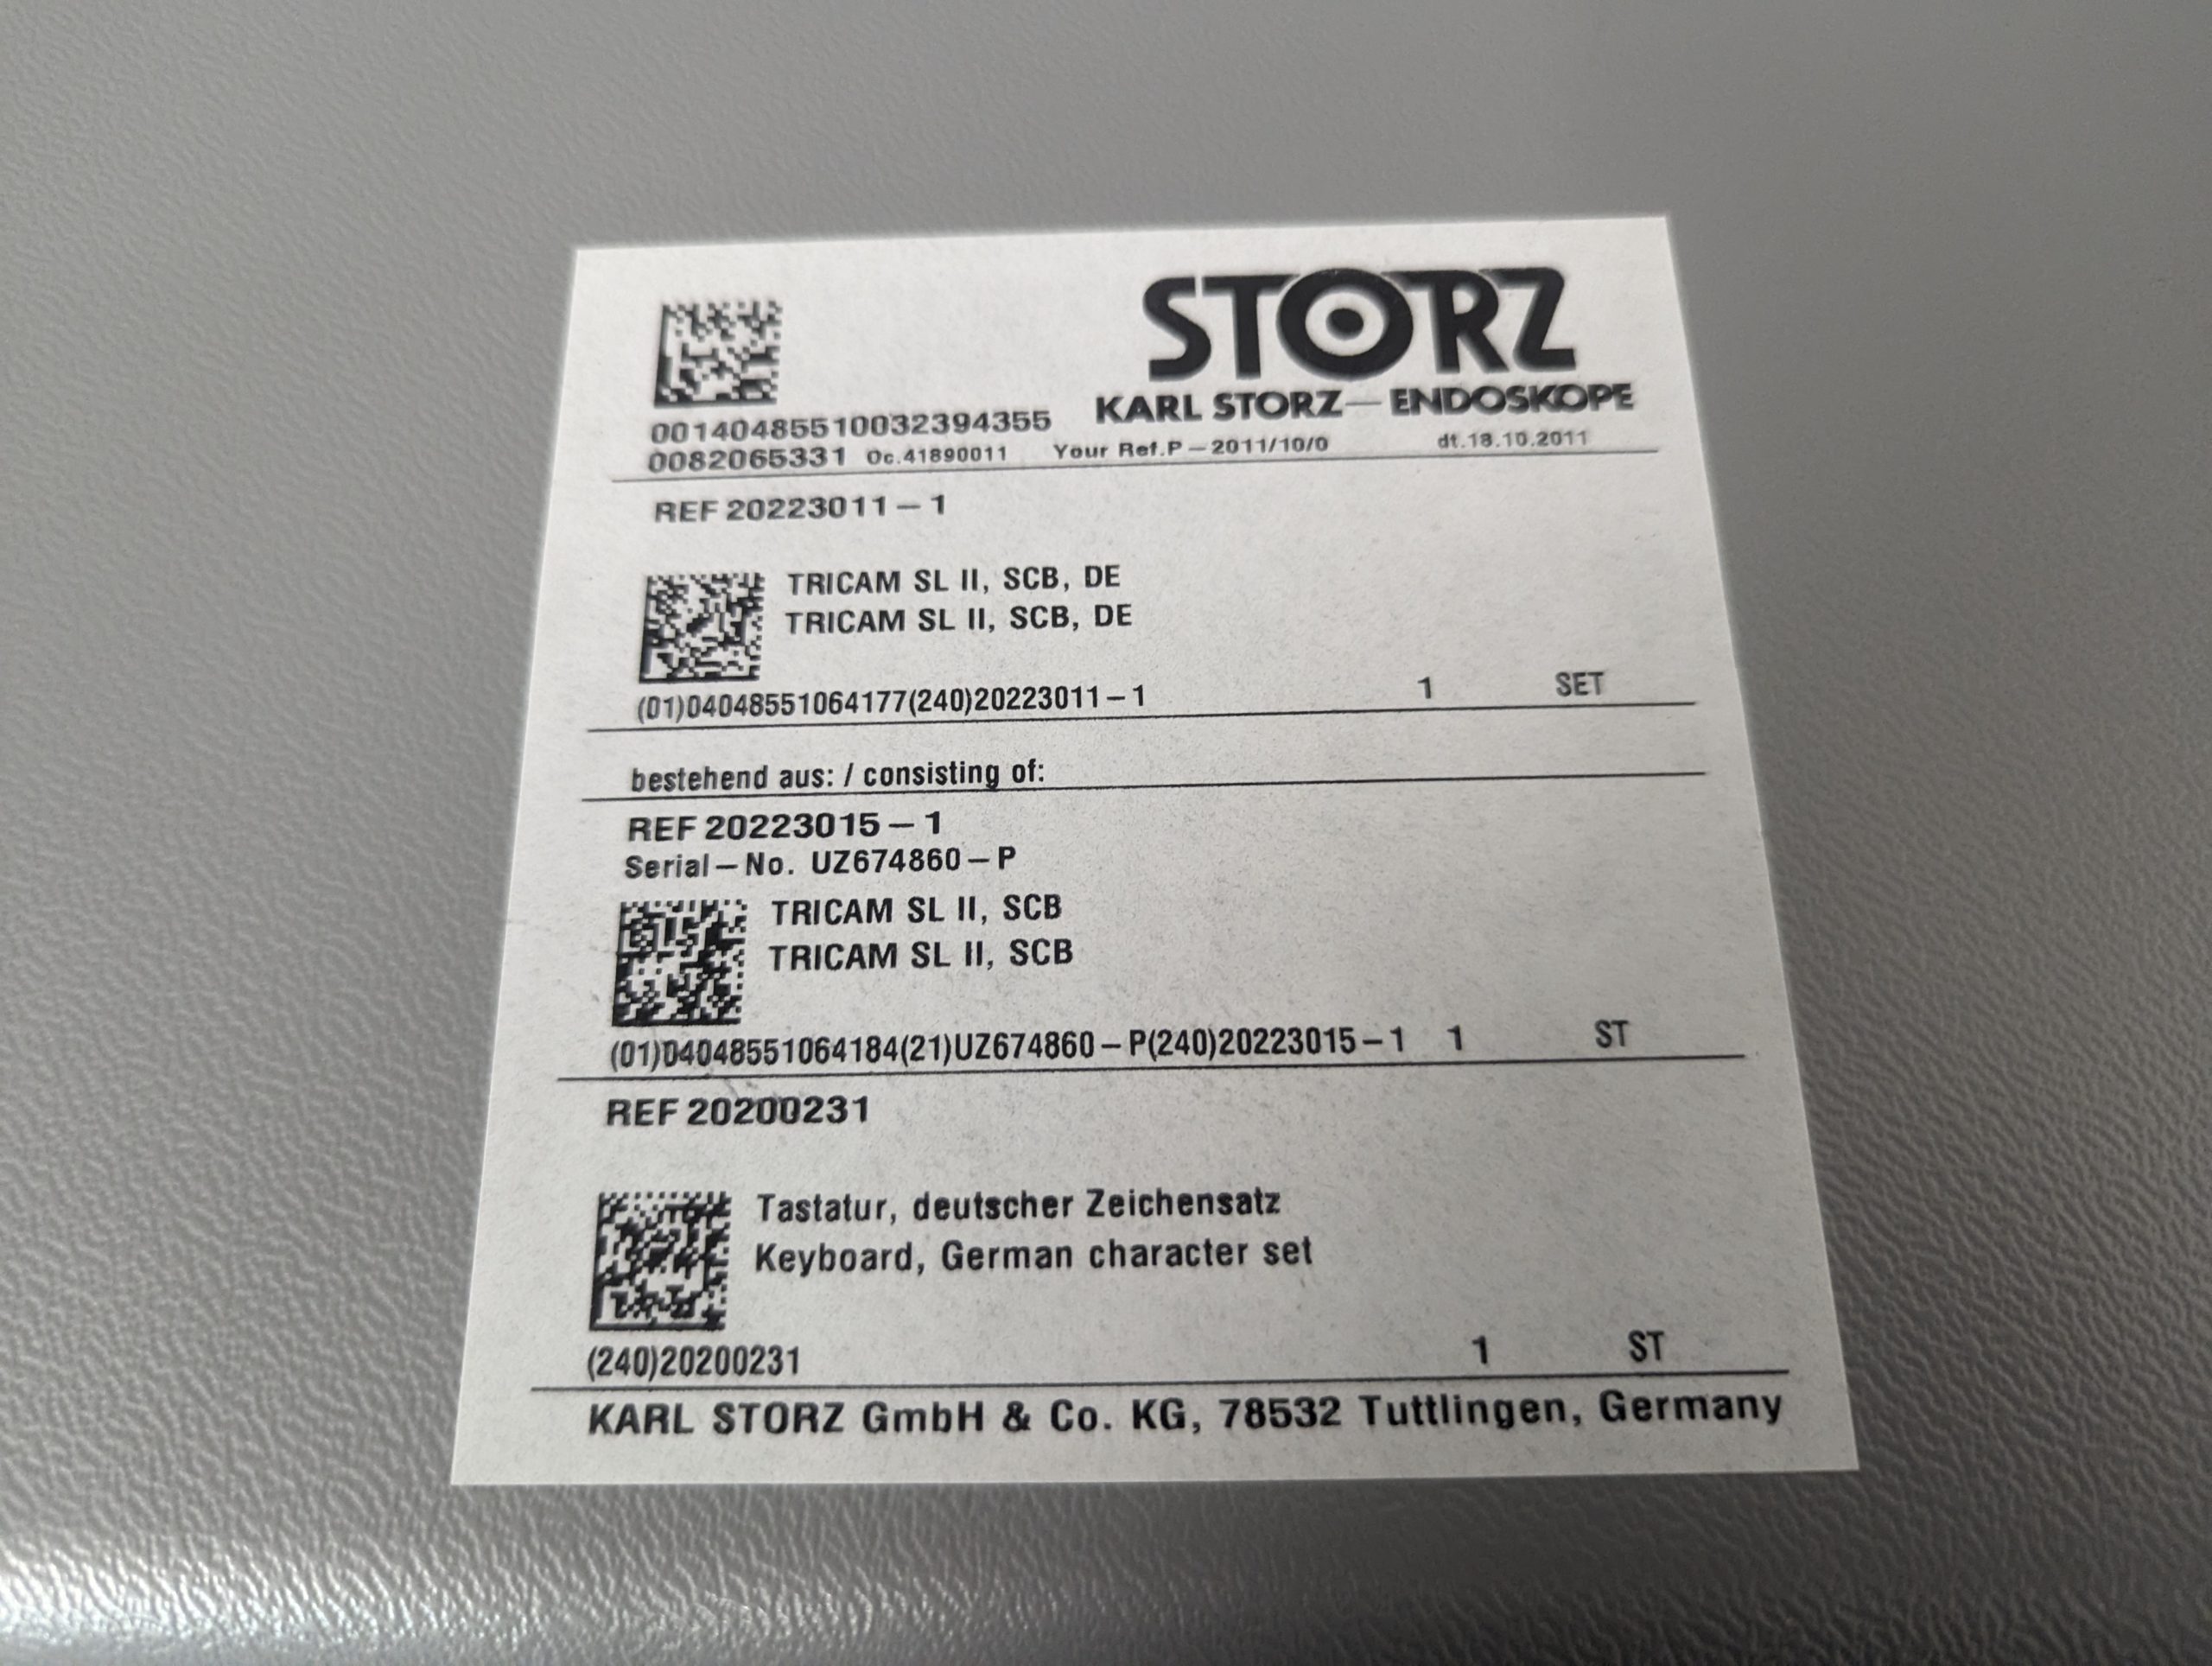 STORZ
KARL STORZ — ENDOSKOPE
00140485510032394355
0082065331 Oc.41890011 Your Ref.P – 2011/10/0 dt.18.10.2011
REF 20223011 – 1
TRICAM SL II, SCB, DE
TRICAM SL II, SCB, DE
(01)04048551064177(240)20223011 – 1 1 SET
bestehend aus: / consisting of:
REF 20223015 – 1
Serial – No. UZ674860 – P
TRICAM SL II, SCB
TRICAM SL II, SCB
(01)04048551064184(21)UZ674860 – P(240)20223015 – 1 1 ST
REF 20200231
Tastatur, deutscher Zeichensatz
Keyboard, German character set
(240)20200231 1 ST
KARL STORZ GmbH & Co. KG, 78532 Tuttlingen, Germany